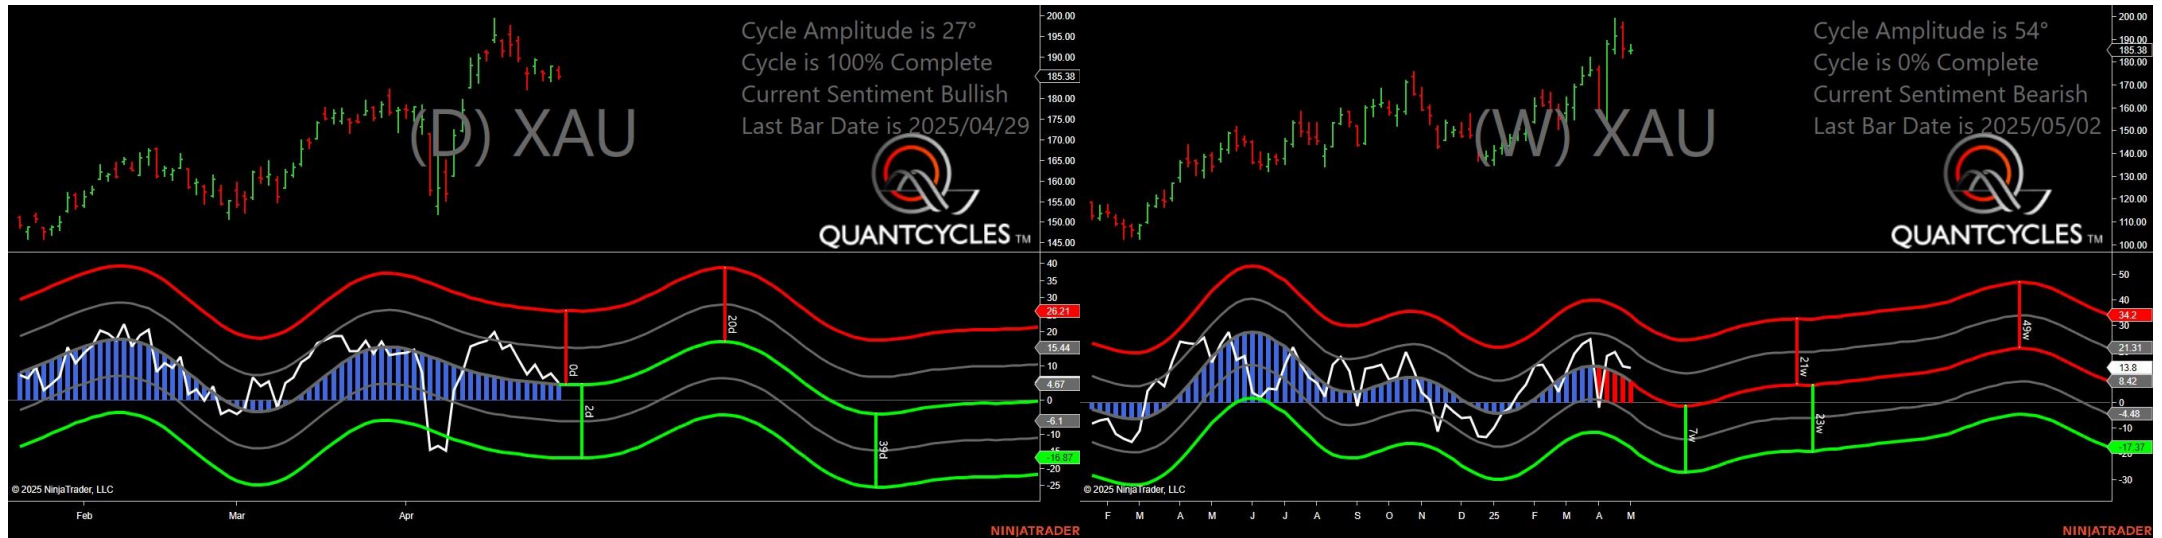 Cycle Amplitude is 27°
Cycle is 100% Complete
Current Sentiment Bullish
Last Bar Date is 2025/04/29
(D) XAU
QUANTCYCLES TM
200.00
195.00
190.00
185.38
180.00
175.00
170.00
165.00
160.00
155.00
150.00
145.00
40
35
30
26.21
20
15.44
10
4.67
0
-6.1
-10
-16.87
-20
-25
0d
2d
20d
39d
© 2025 NinjaTrader, LLC
Feb
Mar
Apr
NINJATRADER
Cycle Amplitude is 54°
Cycle is 0% Complete
Current Sentiment Bearish
Last Bar Date is 2025/05/02
(W) XAU
QUANTCYCLES TM
200.00
190.00
185.38
180.00
170.00
160.00
150.00
140.00
130.00
120.00
110.00
100.00
50
40
34.2
30
21.31
13.8
8.42
0
-4.48
-10
-17.37
-30
7w
21w
23w
49w
© 2025 NinjaTrader, LLC
F M A M J J A S O N D 25 F M A M
NINJATRADER